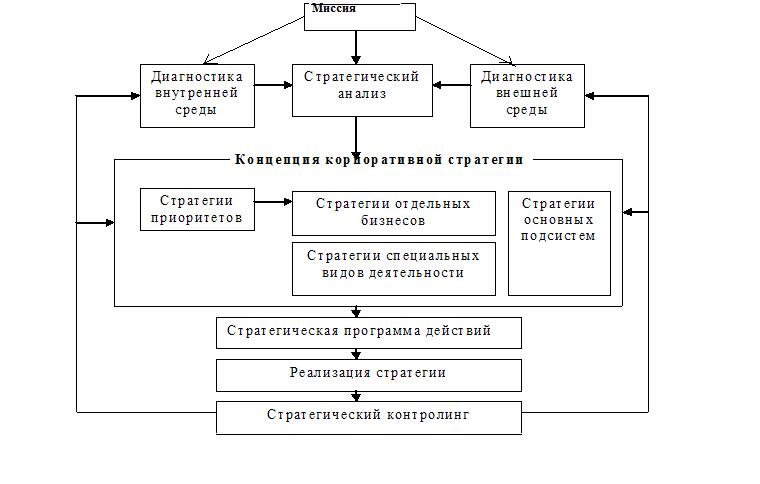 Миссия
Диагностика
внутренней
среды
Стратегический
анализ
Диагностика
внешней
среды
Концепция корпоративной стратегии
Стратегии
приоритетов
Стратегии отдельных
бизнесов
Стратегии специальных
видов деятельности
Стратегии
основных
подсистем
Стратегическая программа действий
Реализация стратегии
Стратегический контролинг